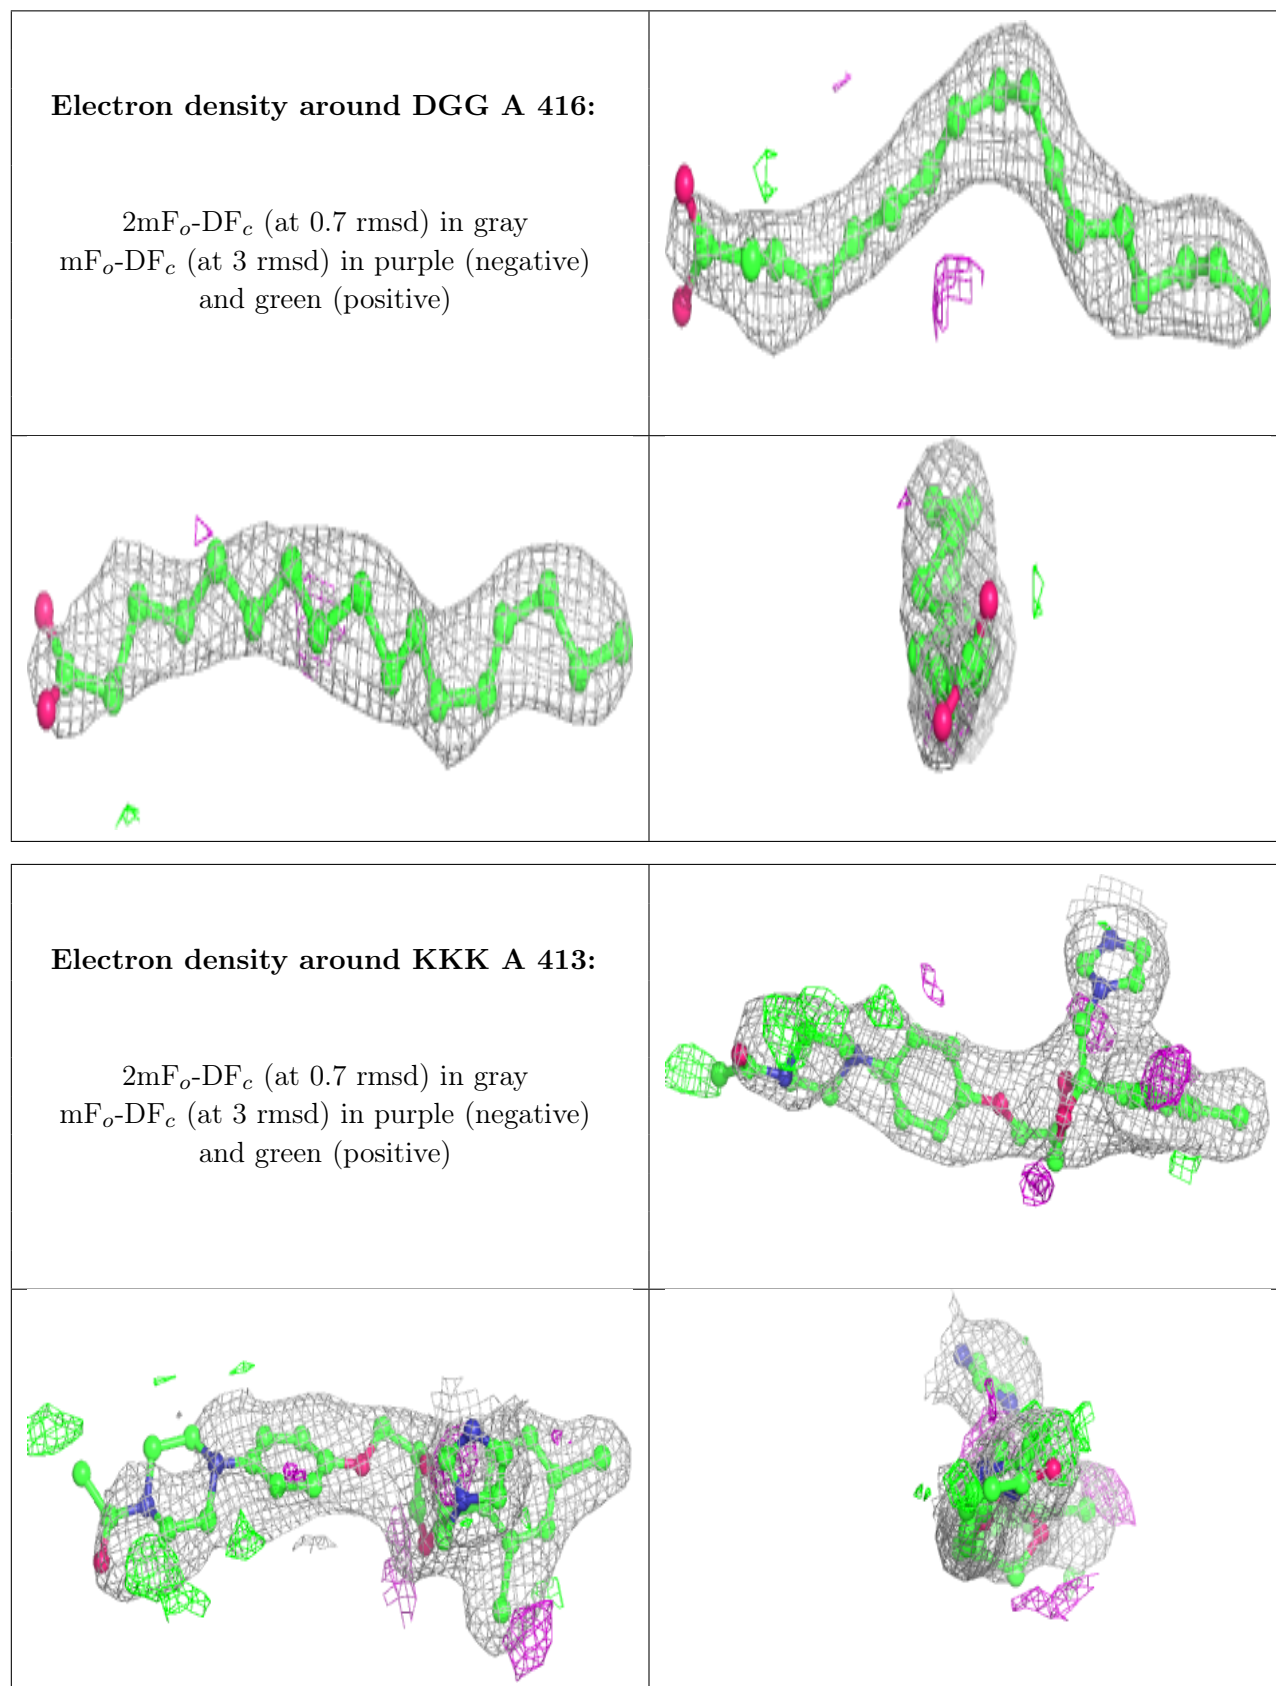 Electron density around DGG A 416:
2mFo-DFc (at 0.7 rmsd) in gray
mFo-DFc (at 3 rmsd) in purple (negative)
and green (positive)
Electron density around KKK A 413:
2mFo-DFc (at 0.7 rmsd) in gray
mFo-DFc (at 3 rmsd) in purple (negative)
and green (positive)